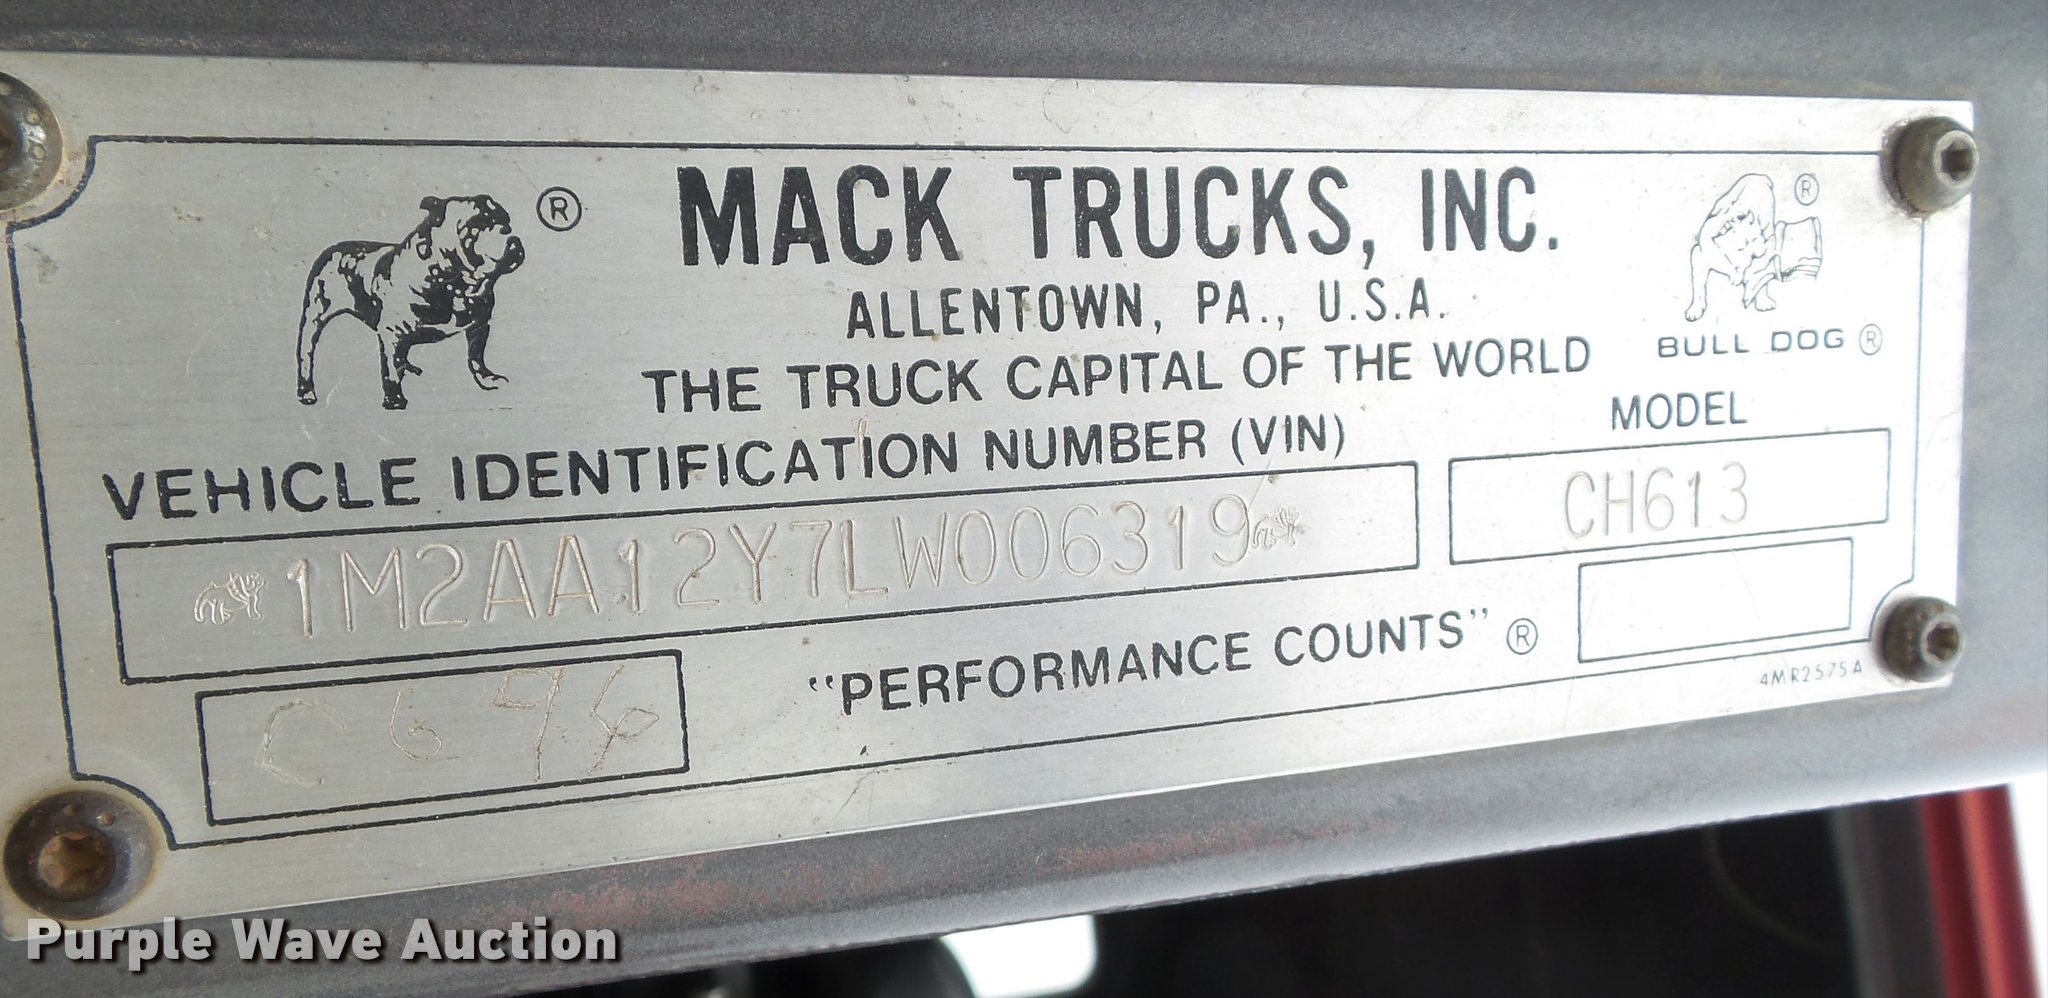 ®
MACK TRUCKS, INC.
®
ALLENTOWN, PA., U.S.A.
BULL DOG ®
THE TRUCK CAPITAL OF THE WORLD
VEHICLE IDENTIFICATION NUMBER (VIN)
MODEL
1M2AA12Y7LW006319
CH613
C696
"PERFORMANCE COUNTS" ®
4MR2575A
Purple Wave Auction